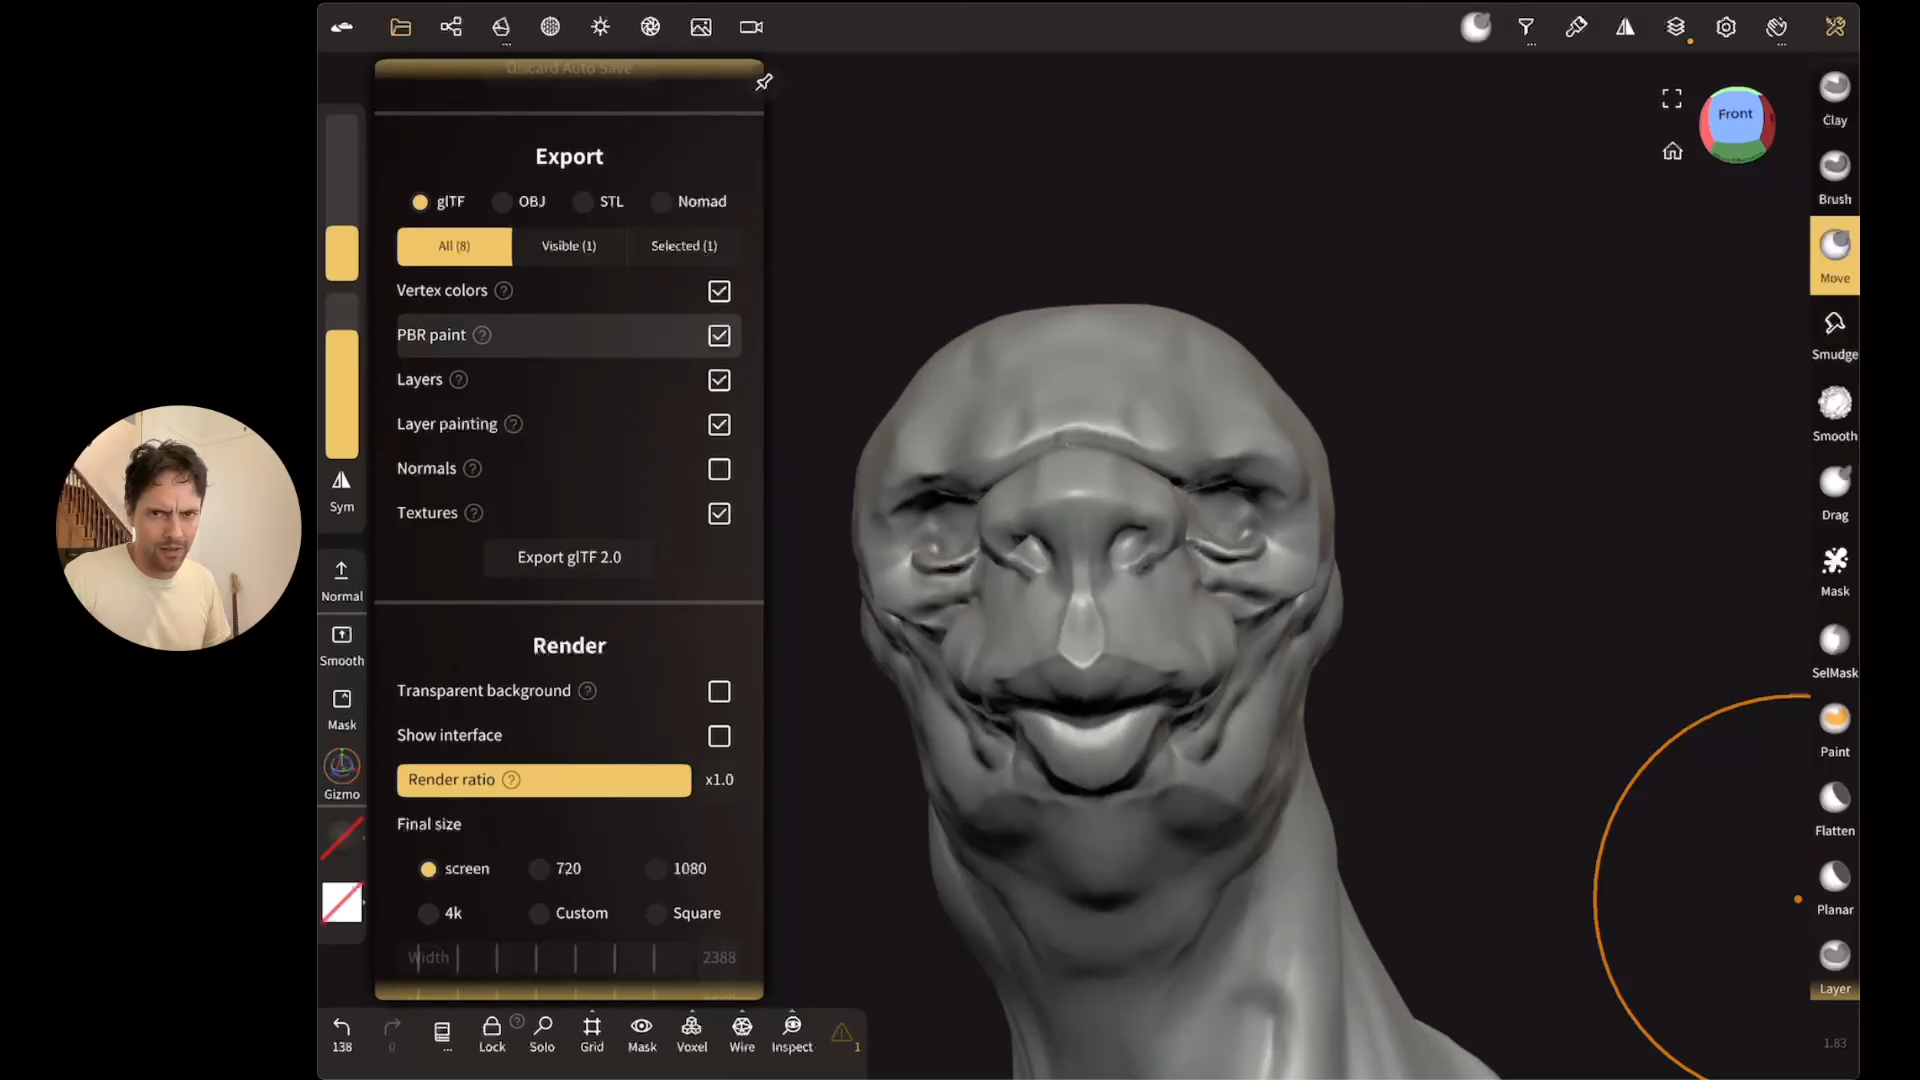 Discard Auto Save
Export
glTF OBJ STL Nomad
All (8) Visible (1) Selected (1)
Vertex colors ?
PBR paint ?
Layers ?
Layer painting ?
Normals ?
Textures ?
Export glTF 2.0
Render
Transparent background ?
Show interface
Render ratio ? x1.0
Final size
screen 720 1080
4k Custom Square
Width 2388
Sym
Normal
Smooth
Mask
Gizmo
138
0
Lock
?
Solo
Grid
Mask
Voxel
Wire
Inspect
1
Front
Clay
Brush
Move
Smudge
Smooth
Drag
Mask
SelMask
Paint
Flatten
Planar
Layer
1.83